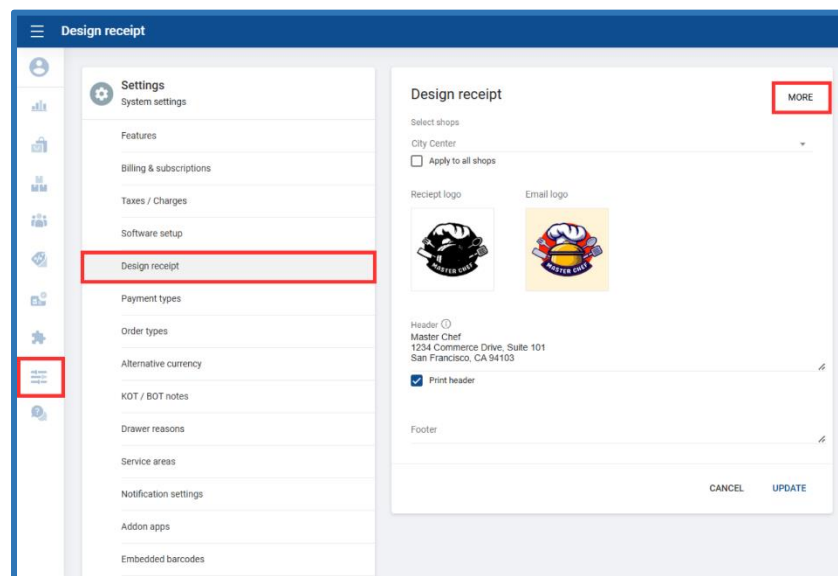 Design receipt
Settings
System settings
Features
Billing & subscriptions
Taxes / Charges
Software setup
Design receipt
Payment types
Order types
Alternative currency
KOT / BOT notes
Drawer reasons
Service areas
Notification settings
Addon apps
Embedded barcodes
Design receipt
MORE
Select shops
City Center
Apply to all shops
Reciept logo
Email logo
MASTER CHEF
MASTER CHEF
Header
Master Chef
1234 Commerce Drive, Suite 101
San Francisco, CA 94103
Print header
Footer
CANCEL
UPDATE